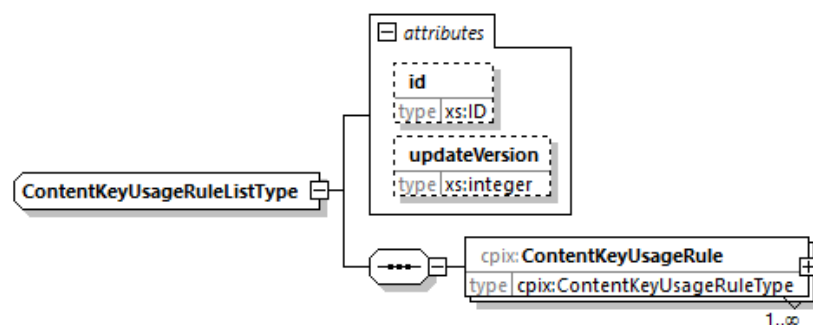 attributes
id
type xs:ID
updateVersion
type xs:integer
ContentKeyUsageRuleListType
cpix:ContentKeyUsageRule
type cpix:ContentKeyUsageRuleType
1..∞